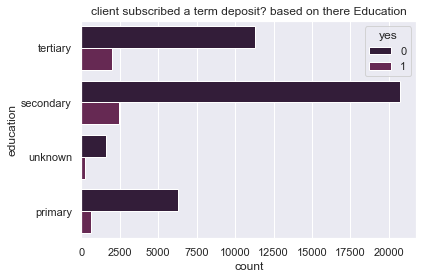 client subscribed a term deposit? based on there Education
yes
0
1
tertiary
secondary
unknown
primary
education
0 2500 5000 7500 10000 12500 15000 17500 20000
count